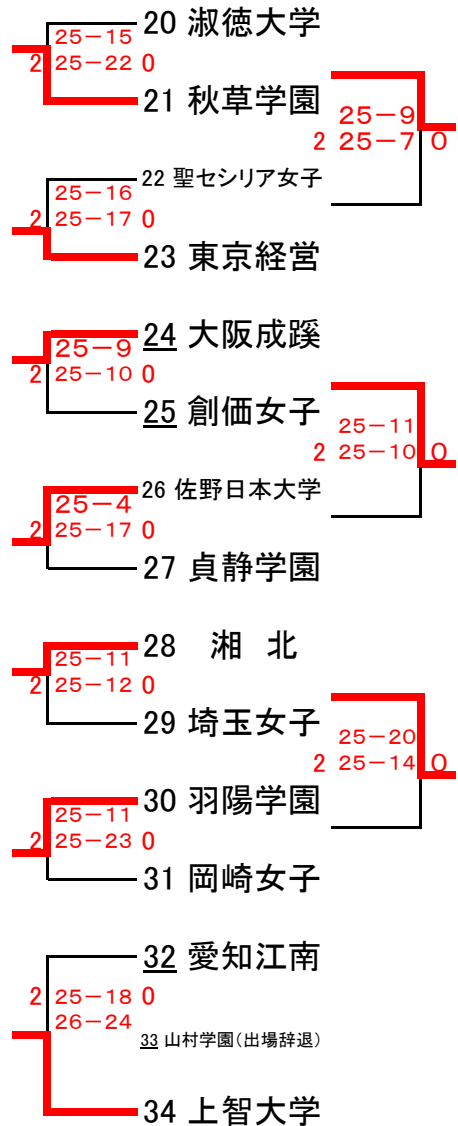 20 淑徳大学
25－15
2 25－22 0
21 秋草学園
25－9
2 25－7 0
22 聖セシリア女子
25－16
2 25－17 0
23 東京経営
24 大阪成蹊
25－9
2 25－10 0
25 創価女子
25－11
2 25－10 0
26 佐野日本大学
25－4
2 25－17 0
27 貞静学園
28 湘 北
25－11
2 25－12 0
29 埼玉女子
25－20
2 25－14 0
30 羽陽学園
25－11
2 25－23 0
31 岡崎女子
32 愛知江南
2 25－18 0
26－24
33 山村学園(出場辞退)
34 上智大学